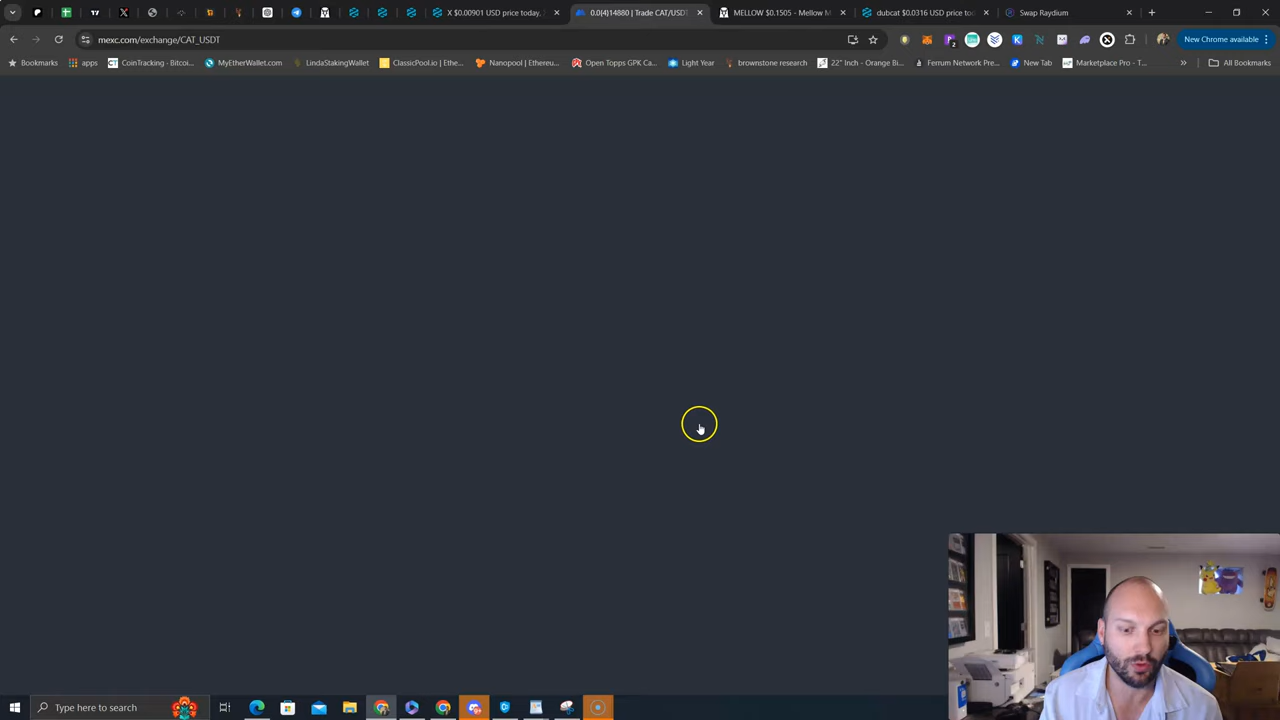 X $0.00901 USD price today,
0.0(4)14880 | Trade CAT/USDT
MELLOW $0.1505 - Mellow M
dubcat $0.0316 USD price to
Swap Raydium
mexc.com/exchange/CAT_USDT
2
New Chrome available
Bookmarks
apps
CT
CoinTracking - Bitcoi...
MyEtherWallet.com
LindaStakingWallet
ClassicPool.io | Ethe...
Nanopool | Ethereu...
Open Topps GPK Ca...
Light Year
brownstone research
22" Inch - Orange Bi...
Ferrum Network Pre...
New Tab
Marketplace Pro - T...
All Bookmarks
Type here to search